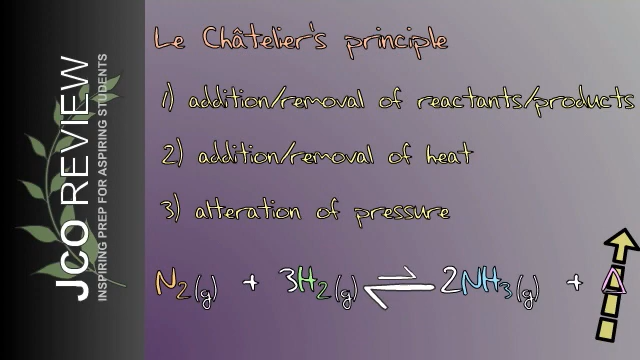 JCO REVIEW
INSPIRING PREP FOR ASPIRING STUDENTS
Le Châtelier's principle
1) addition/removal of reactants/products
2) addition/removal of heat
3) alteration of pressure
N₂(g) + 3H₂(g) ⇌ 2NH₃(g) + Δ